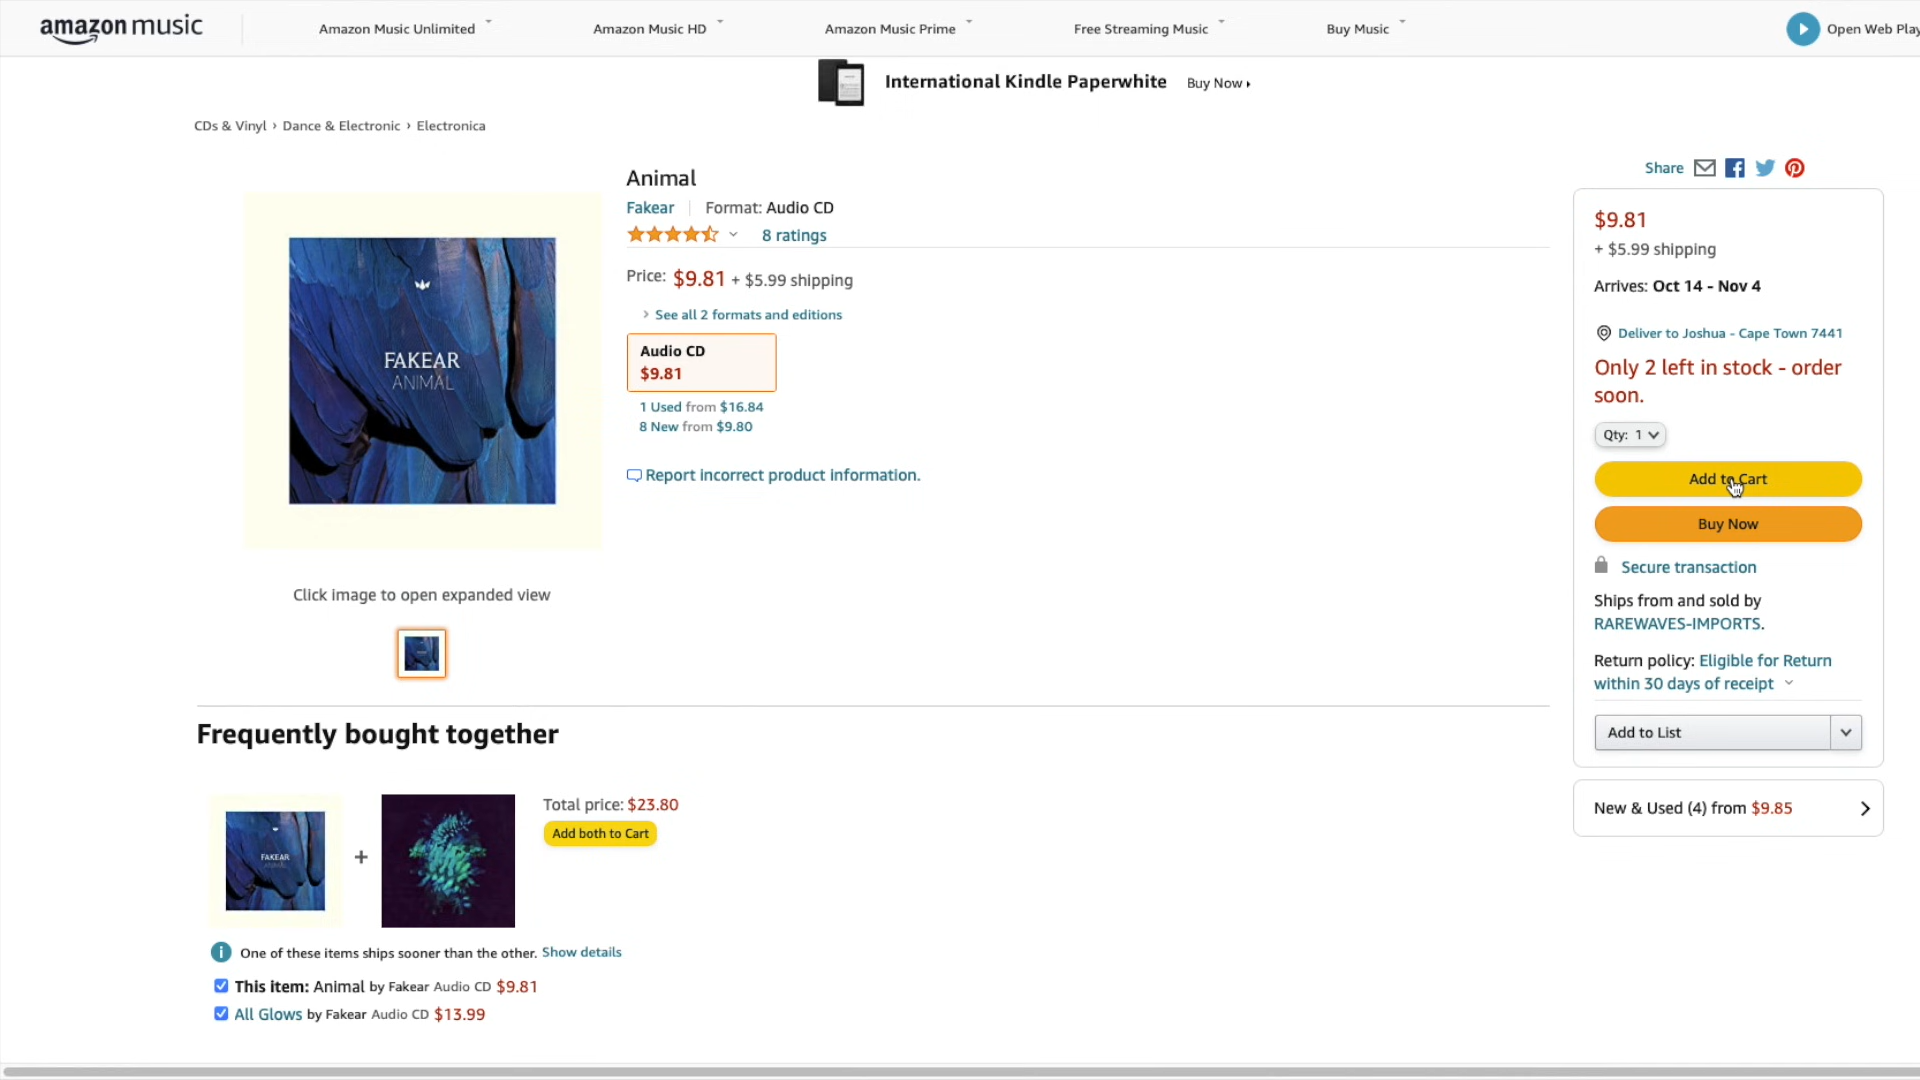 amazon music
Amazon Music Unlimited
Amazon Music HD
Amazon Music Prime
Free Streaming Music
Buy Music
Open Web Play
International Kindle Paperwhite Buy Now
CDs & Vinyl › Dance & Electronic › Electronica
Share
Animal
Fakear | Format: Audio CD
8 ratings
Price: $9.81 + $5.99 shipping
› See all 2 formats and editions
Audio CD
$9.81
1 Used from $16.84
8 New from $9.80
Report incorrect product information.
FAKEAR
ANIMAL
Click image to open expanded view
$9.81
+ $5.99 shipping
Arrives: Oct 14 - Nov 4
Deliver to Joshua - Cape Town 7441
Only 2 left in stock - order
soon.
Qty: 1
Add to Cart
Buy Now
Secure transaction
Ships from and sold by
RAREWAVES-IMPORTS.
Return policy: Eligible for Return
within 30 days of receipt
Add to List
New & Used (4) from $9.85
Frequently bought together
FAKEAR
+
Total price: $23.80
Add both to Cart
i One of these items ships sooner than the other. Show details
This item: Animal by Fakear Audio CD $9.81
All Glows by Fakear Audio CD $13.99